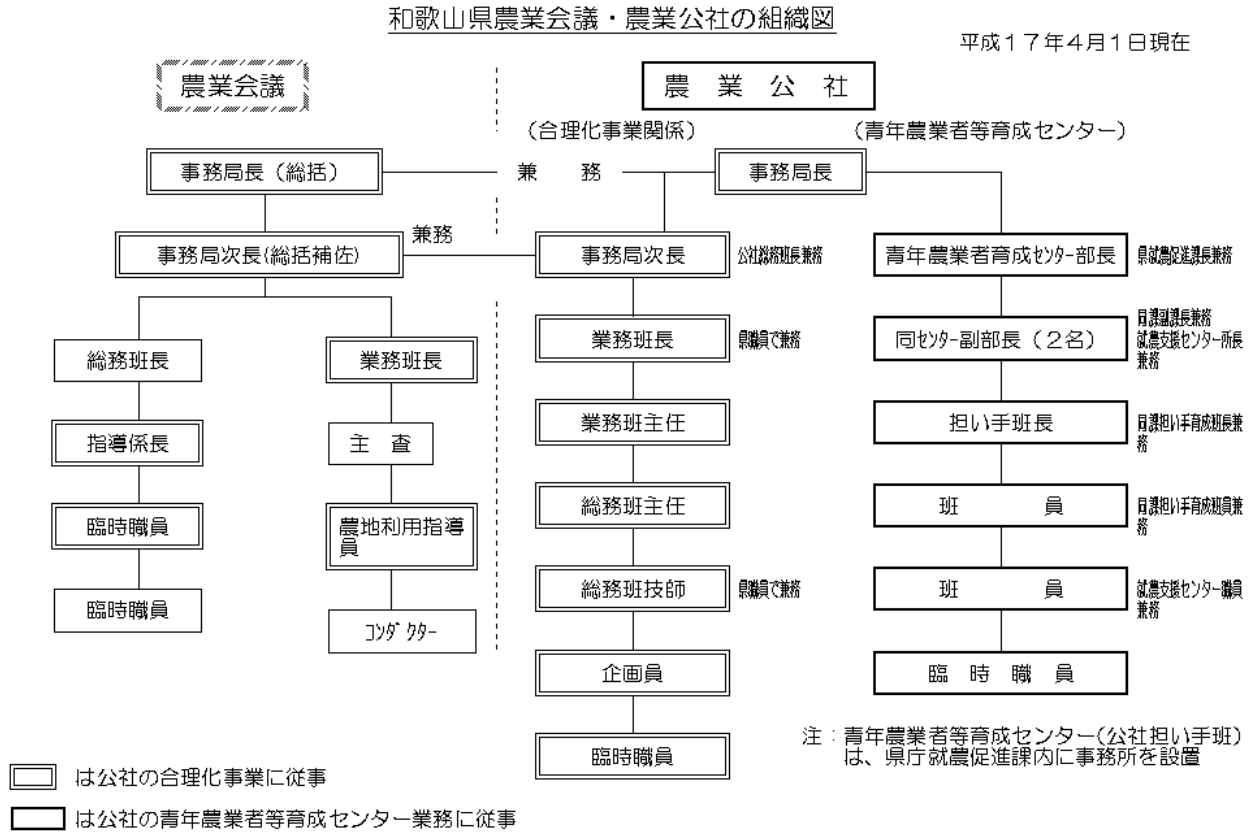 和歌山県農業会議・農業公社の組織図
平成１７年４月１日現在
農業会議
農　業　公　社
（合理化事業関係）
（青年農業者等育成センター）
事務局長（総括）
兼　務
事務局長
事務局次長(総括補佐)
兼務
事務局次長
公社総務班長兼務
青年農業者育成ｾﾝﾀｰ部長
県就農促進課長兼務
総務班長
業務班長
業務班長
県職員で兼務
同ｾﾝﾀｰ副部長（２名）
同課副課長兼務
就農支援センター所長
兼務
指導係長
主　査
業務班主任
担い手班長
同課担い手育成班長兼
務
臨時職員
農地利用指導
員
総務班主任
班　　　員
同課担い手育成班員兼
務
臨時職員
ｺﾝﾀﾞｸﾀｰ
総務班技師
県職員で兼務
班　　　員
就農支援センター職員
兼務
企画員
臨　時　職　員
臨時職員
注：青年農業者等育成センター(公社担い手班)
は、県庁就農促進課内に事務所を設置
は公社の合理化事業に従事
は公社の青年農業者等育成センター業務に従事